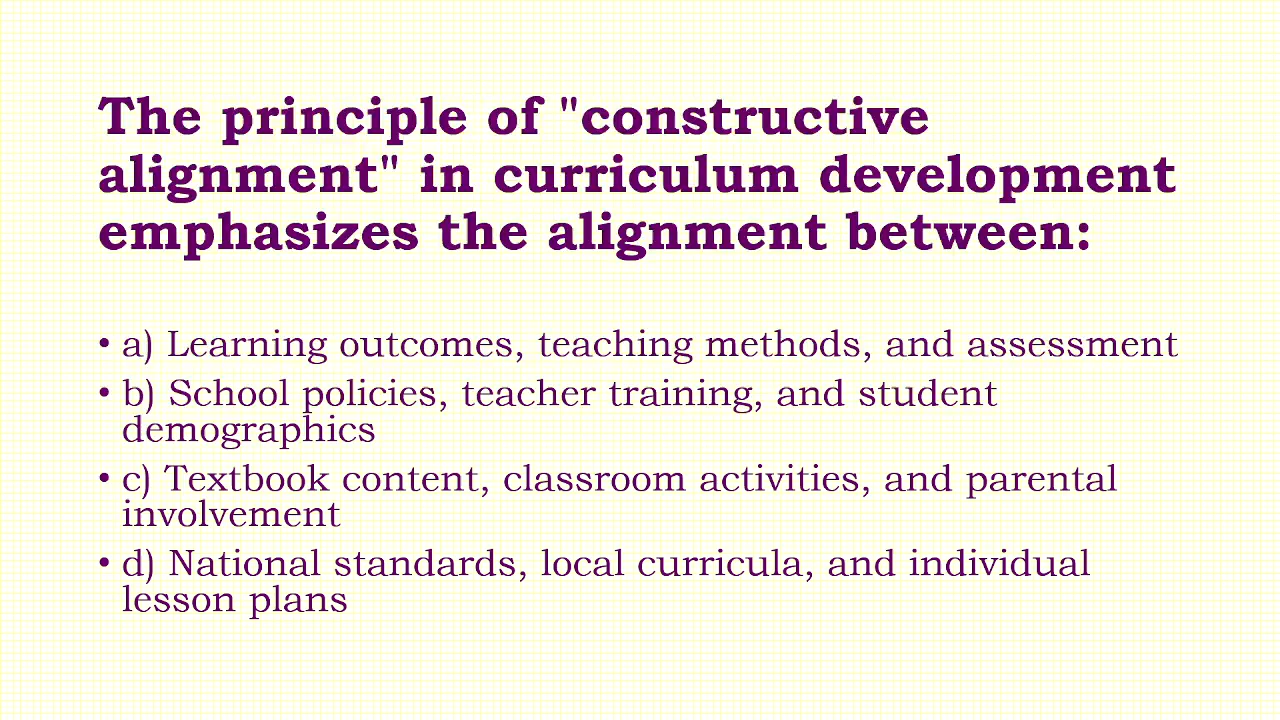 The principle of "constructive
alignment" in curriculum development
emphasizes the alignment between:
• a) Learning outcomes, teaching methods, and assessment
• b) School policies, teacher training, and student
demographics
• c) Textbook content, classroom activities, and parental
involvement
• d) National standards, local curricula, and individual
lesson plans